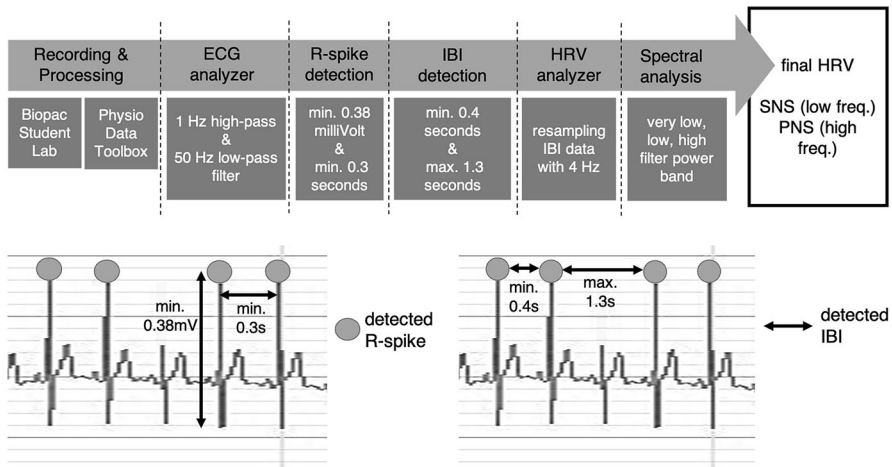 Recording &
Processing
ECG
analyzer
R-spike
detection
IBI
detection
HRV
analyzer
Spectral
analysis
final HRV
SNS (low freq.)
PNS (high
freq.)
Biopac
Student
Lab
Physio
Data
Toolbox
1 Hz high-pass
&
50 Hz low-pass
filter
min. 0.38
milliVolt
&
min. 0.3
seconds
min. 0.4
seconds
&
max. 1.3
seconds
resampling
IBI data
with 4 Hz
very low,
low, high
filter power
band
min.
0.38mV
min.
0.3s
detected
R-spike
min.
0.4s
max.
1.3s
detected
IBI